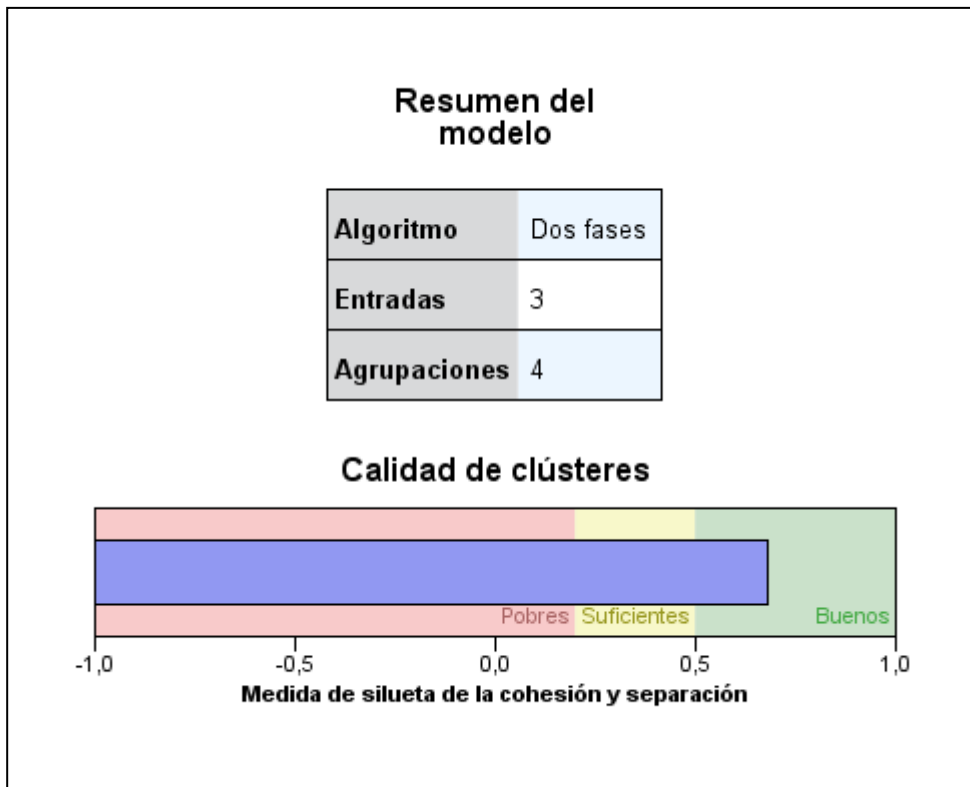 Resumen del
modelo
Algoritmo Dos fases
Entradas 3
Agrupaciones 4
Calidad de clústeres
Pobres Suficientes Buenos
-1,0 -0,5 0,0 0,5 1,0
Medida de silueta de la cohesión y separación